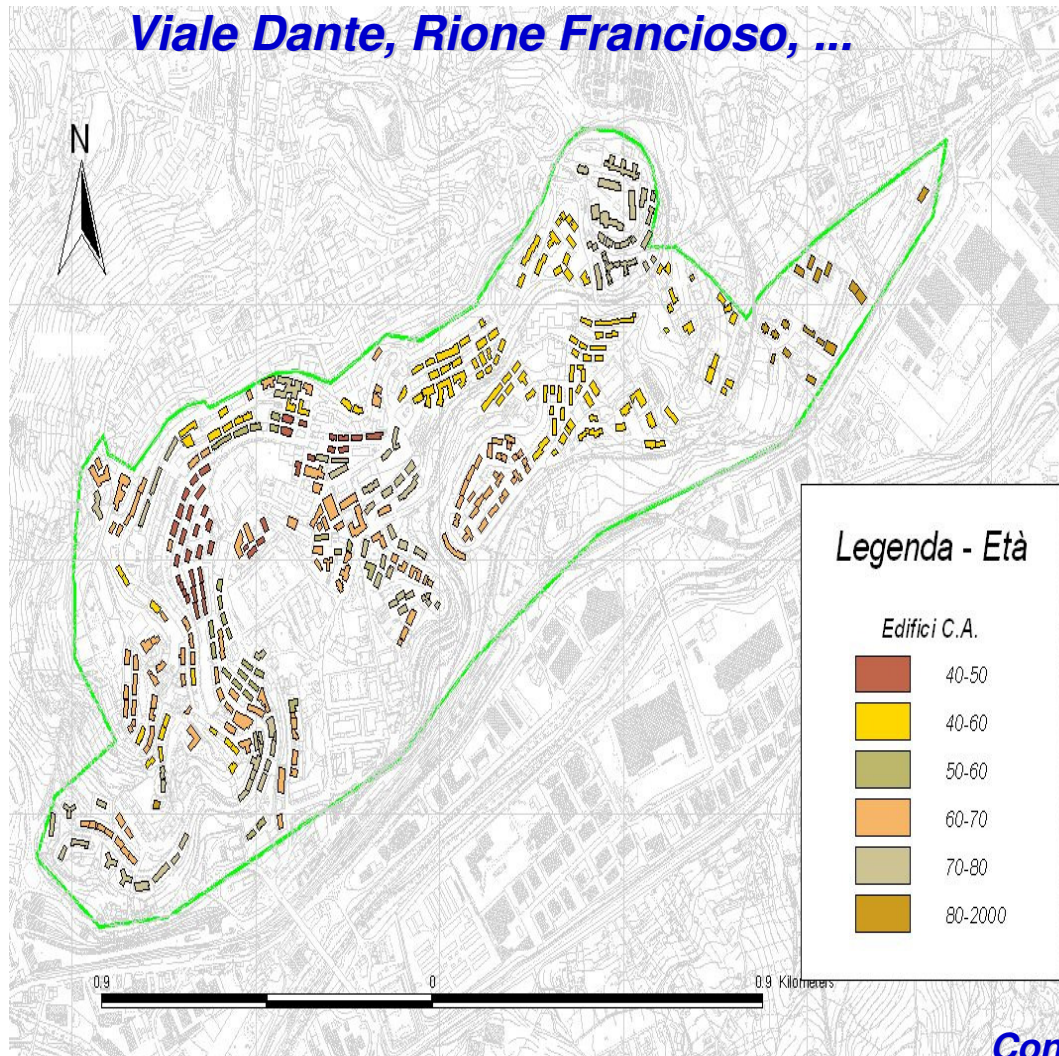 Viale Dante, Rione Francioso, ...
N
Legenda - Età
Edifici C.A.
40-50
40-60
50-60
60-70
70-80
80-2000
0.9 0 0.9 Kilometers